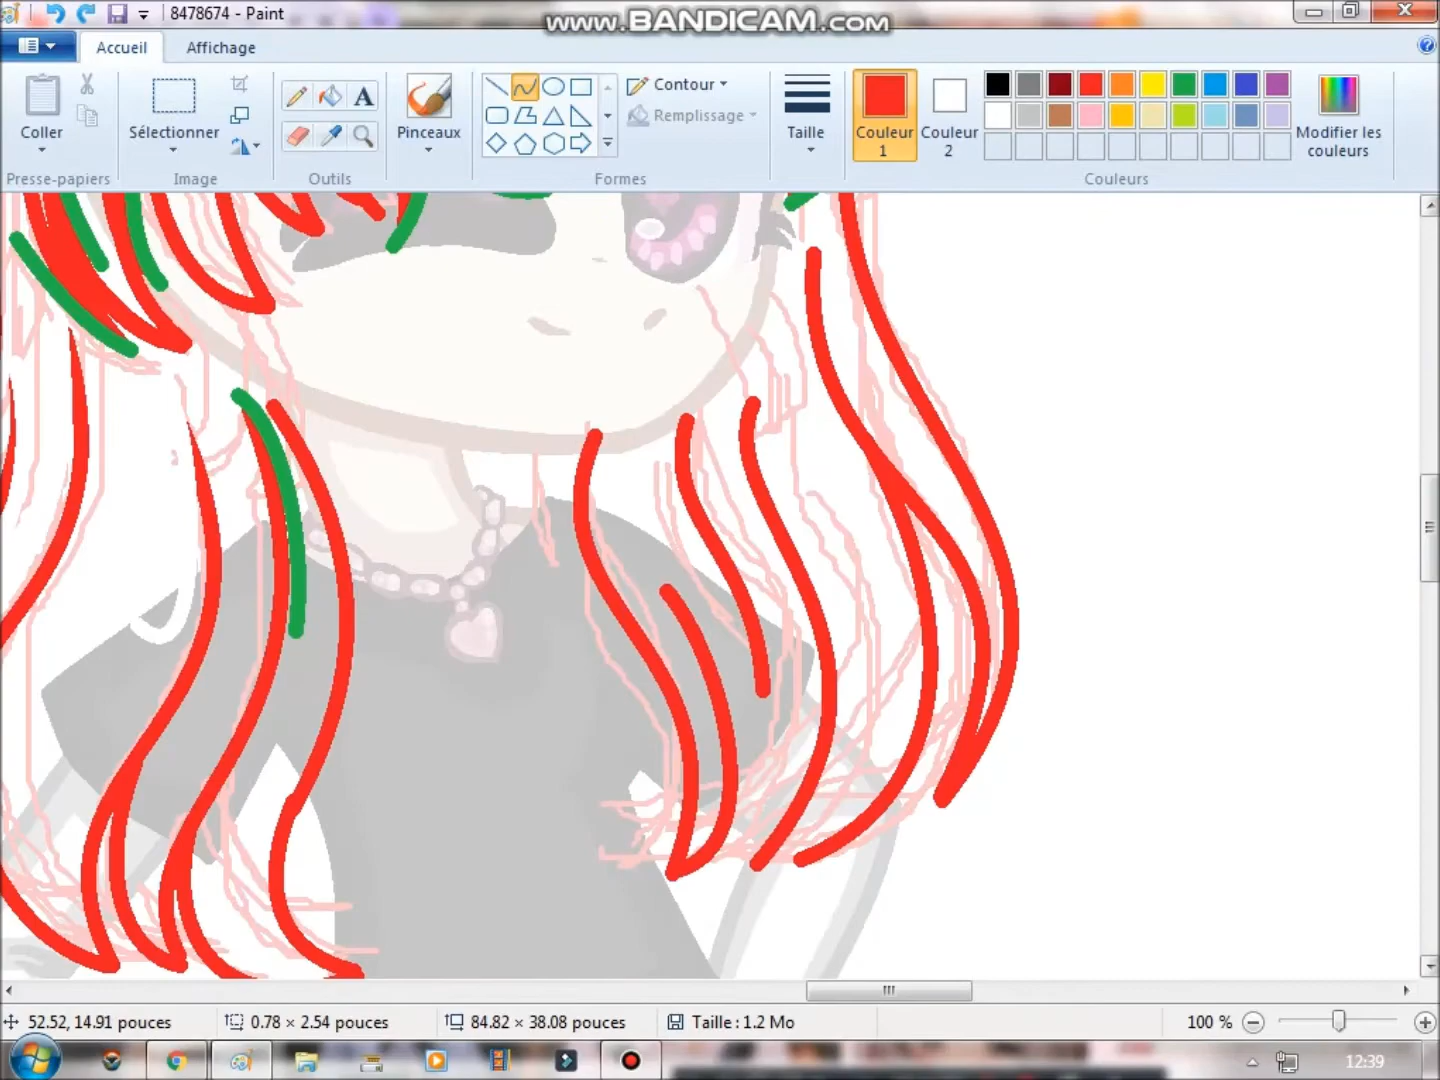 8478674 - Paint
www.BANDICAM.com
Accueil
Affichage
Coller
Sélectionner
A
Pinceaux
Contour
Remplissage
Taille
Couleur 1
Couleur 2
Modifier les couleurs
Presse-papiers
Image
Outils
Formes
Couleurs
52.52, 14.91 pouces
0.78 × 2.54 pouces
84.82 × 38.08 pouces
Taille : 1.2 Mo
100 %
12:39